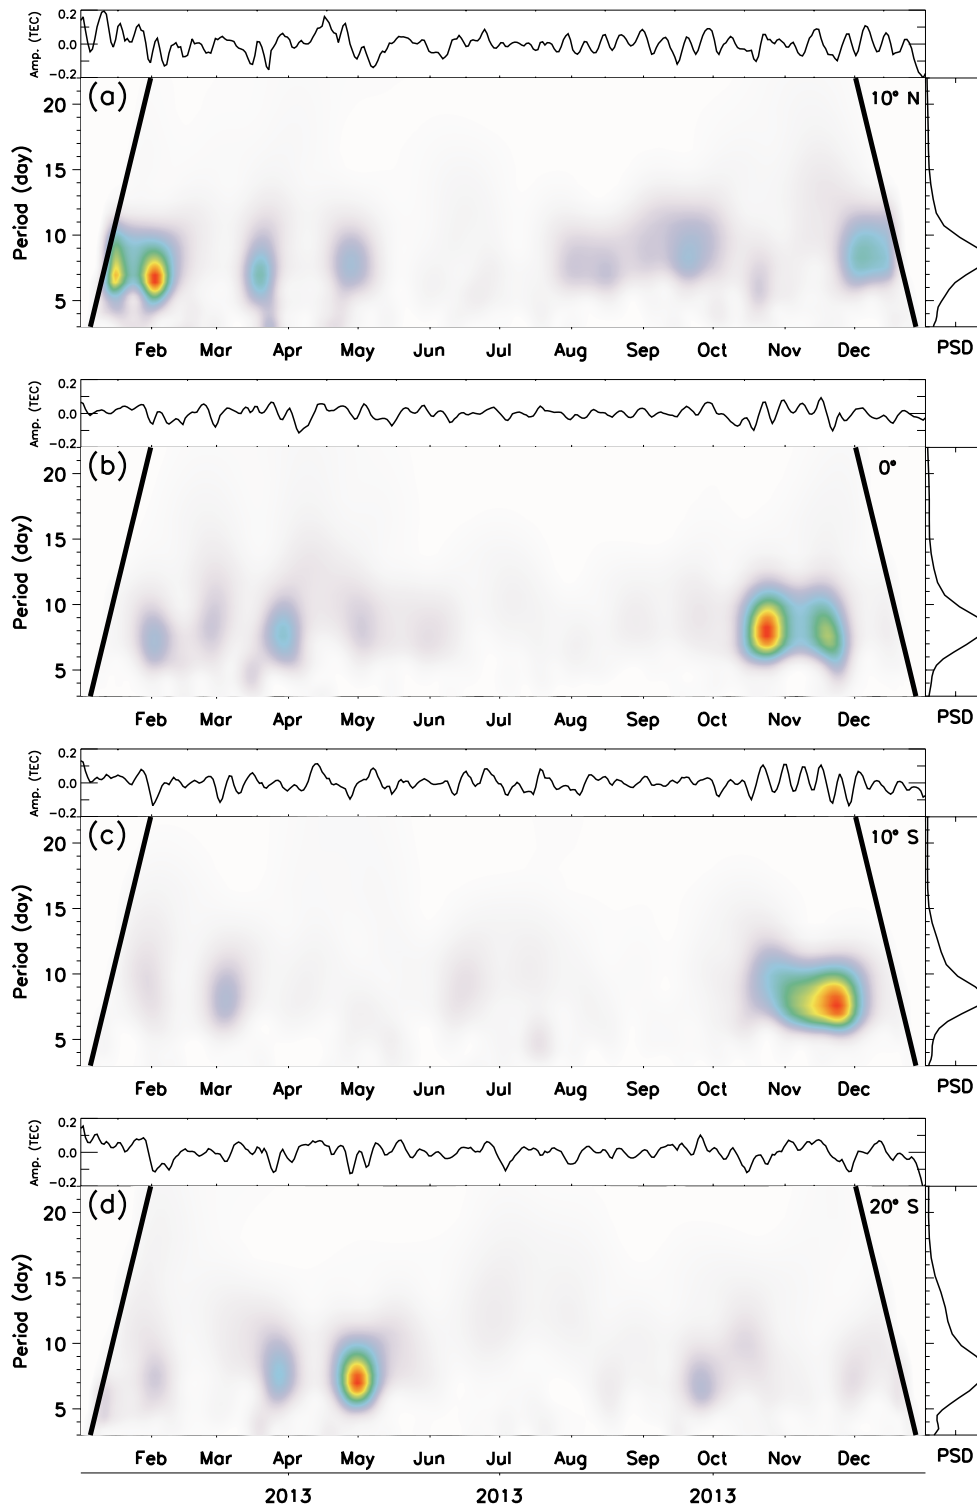 0.2
Amp. (TEC)
0.0
-0.2
(a)
10° N
20
15
Period (day)
10
5
Feb Mar Apr May Jun Jul Aug Sep Oct Nov Dec PSD
0.2
Amp. (TEC)
0.0
-0.2
(b)
0°
20
15
Period (day)
10
5
Feb Mar Apr May Jun Jul Aug Sep Oct Nov Dec PSD
0.2
Amp. (TEC)
0.0
-0.2
(c)
10° S
20
15
Period (day)
10
5
Feb Mar Apr May Jun Jul Aug Sep Oct Nov Dec PSD
0.2
Amp. (TEC)
0.0
-0.2
(d)
20° S
20
15
Period (day)
10
5
Feb Mar Apr May Jun Jul Aug Sep Oct Nov Dec PSD
2013 2013 2013